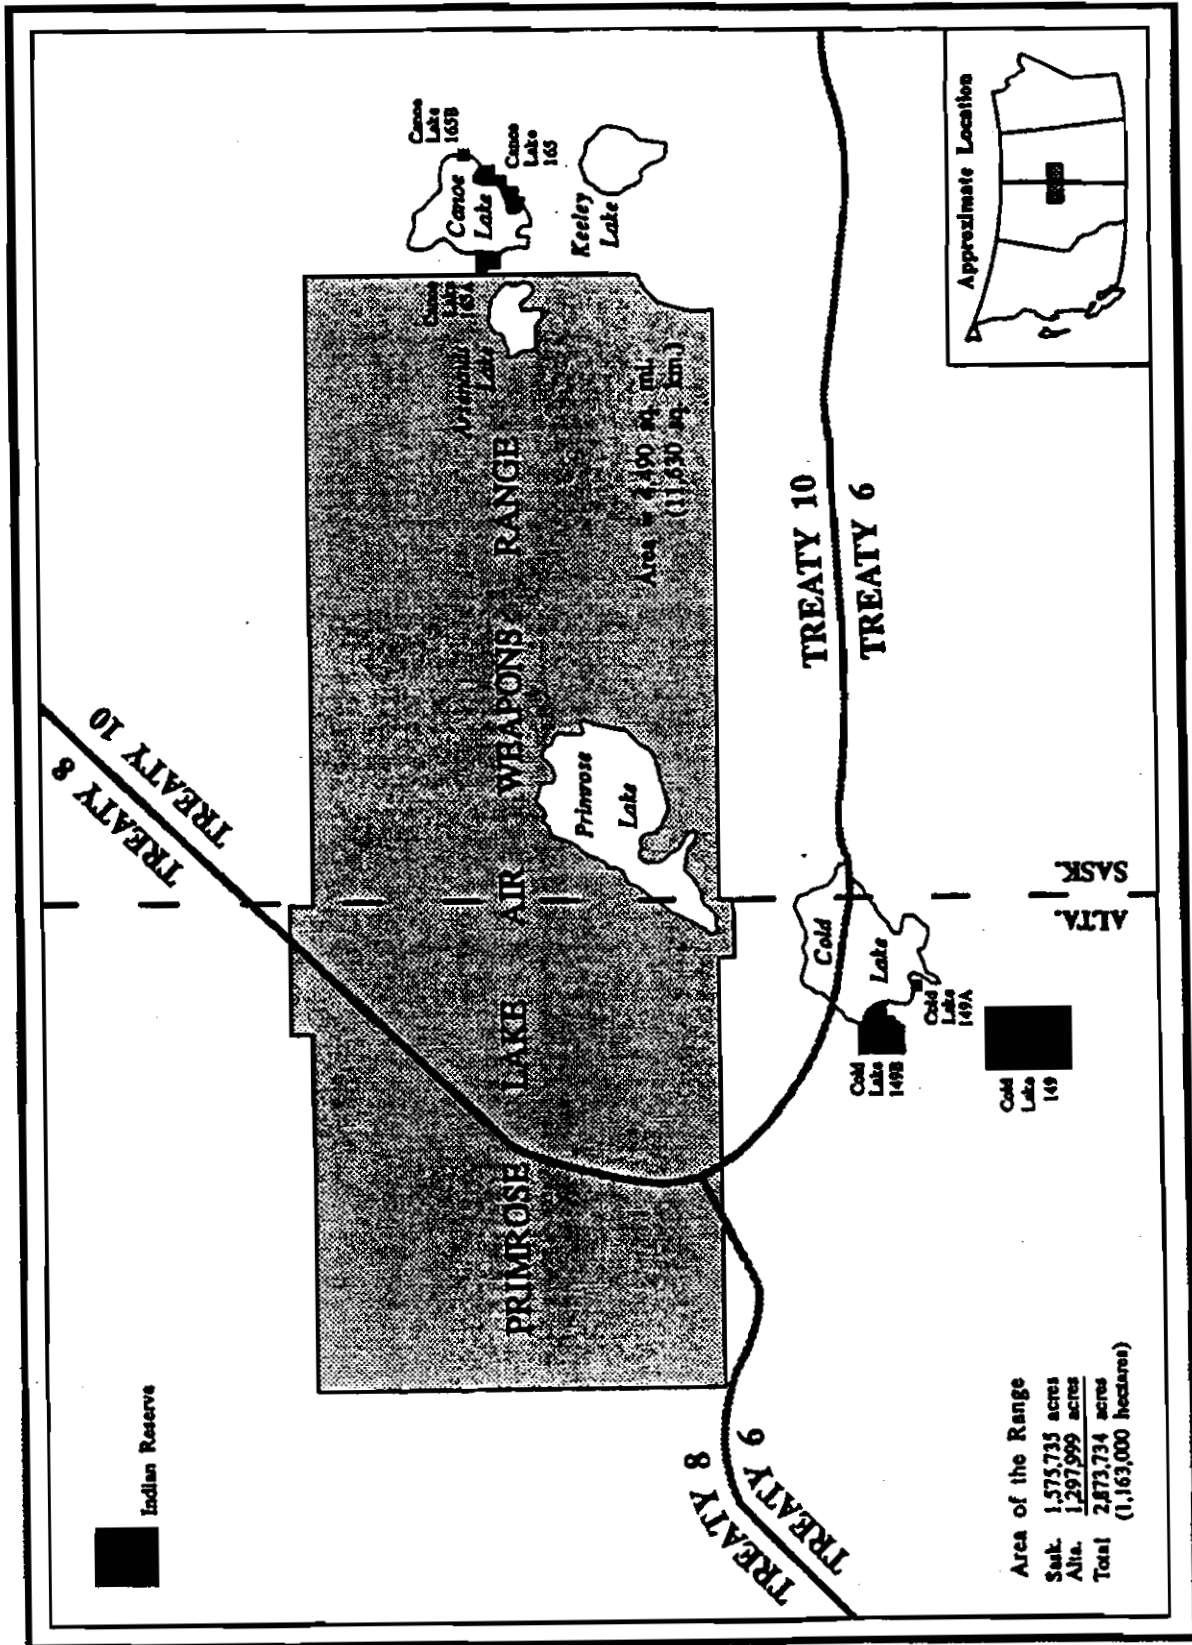 Indian Reserve
TREATY 8
TREATY 10
PRIMROSE LAKE AIR WEAPONS RANGE
Canoe
Lake
165B
Canoe
Lake
Canoe
Lake
165
Lake
165A
Lake
Keeley
Lake
Primrose
Lake
Area = sq. mi.
(11,630 sq. km.)
TREATY 8
TREATY 6
TREATY 10
TREATY 6
Cold
Lake
Cold
Lake
149B
Cold
Lake
149A
Cold
Lake
149
ALTA.
SASK.
Area of the Range
Sask. 1,575,735 acres
Alta. 1,297,999 acres
Total 2,873,734 acres
(1,163,000 hectares)
Approximate Location